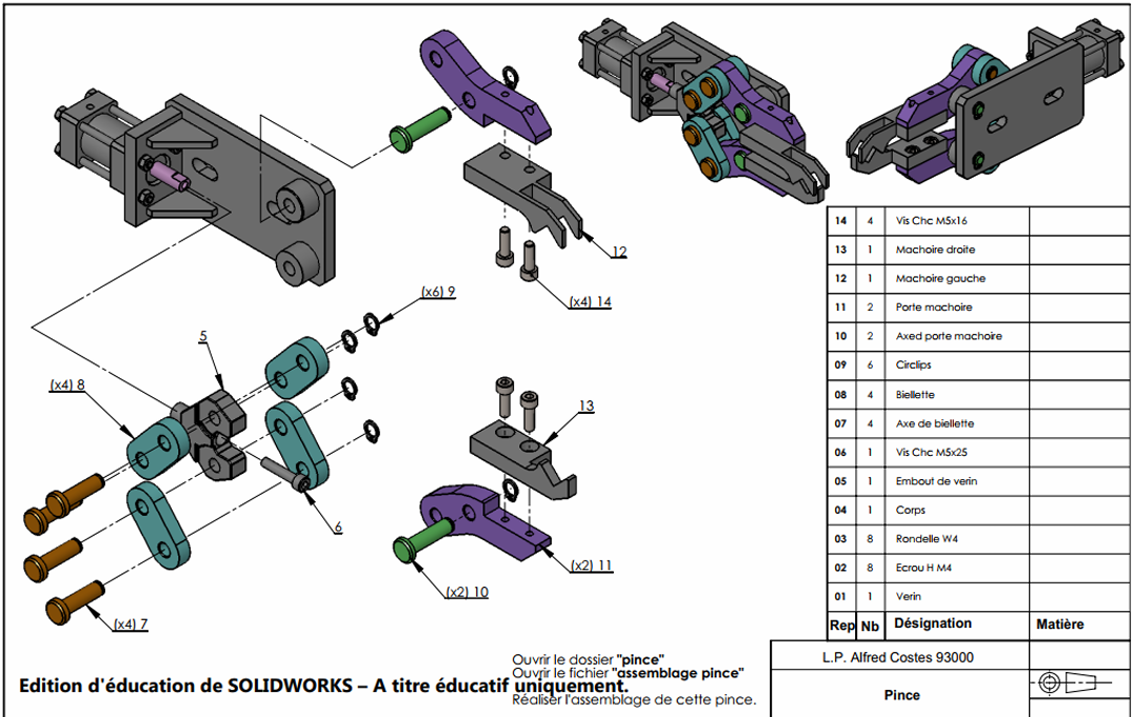 12
(x4) 14
(x6) 9
5
(x4) 8
13
6
(x2) 11
(x2) 10
(x4) 7
14 4 Vis Chc M5x16
13 1 Machoire droite
12 1 Machoire gauche
11 2 Porte machoire
10 2 Axed porte machoire
09 6 Circlips
08 4 Biellette
07 4 Axe de biellette
06 1 Vis Chc M5x25
05 1 Embout de verin
04 1 Corps
03 8 Rondelle W4
02 8 Ecrou H M4
01 1 Verin
Rep Nb Désignation Matière
L.P. Alfred Costes 93000
Pince
Ouvrir le dossier "pince"
Ouvrir le fichier "assemblage pince"
Réaliser l'assemblage de cette pince.
Edition d'éducation de SOLIDWORKS – A titre éducatif uniquement.